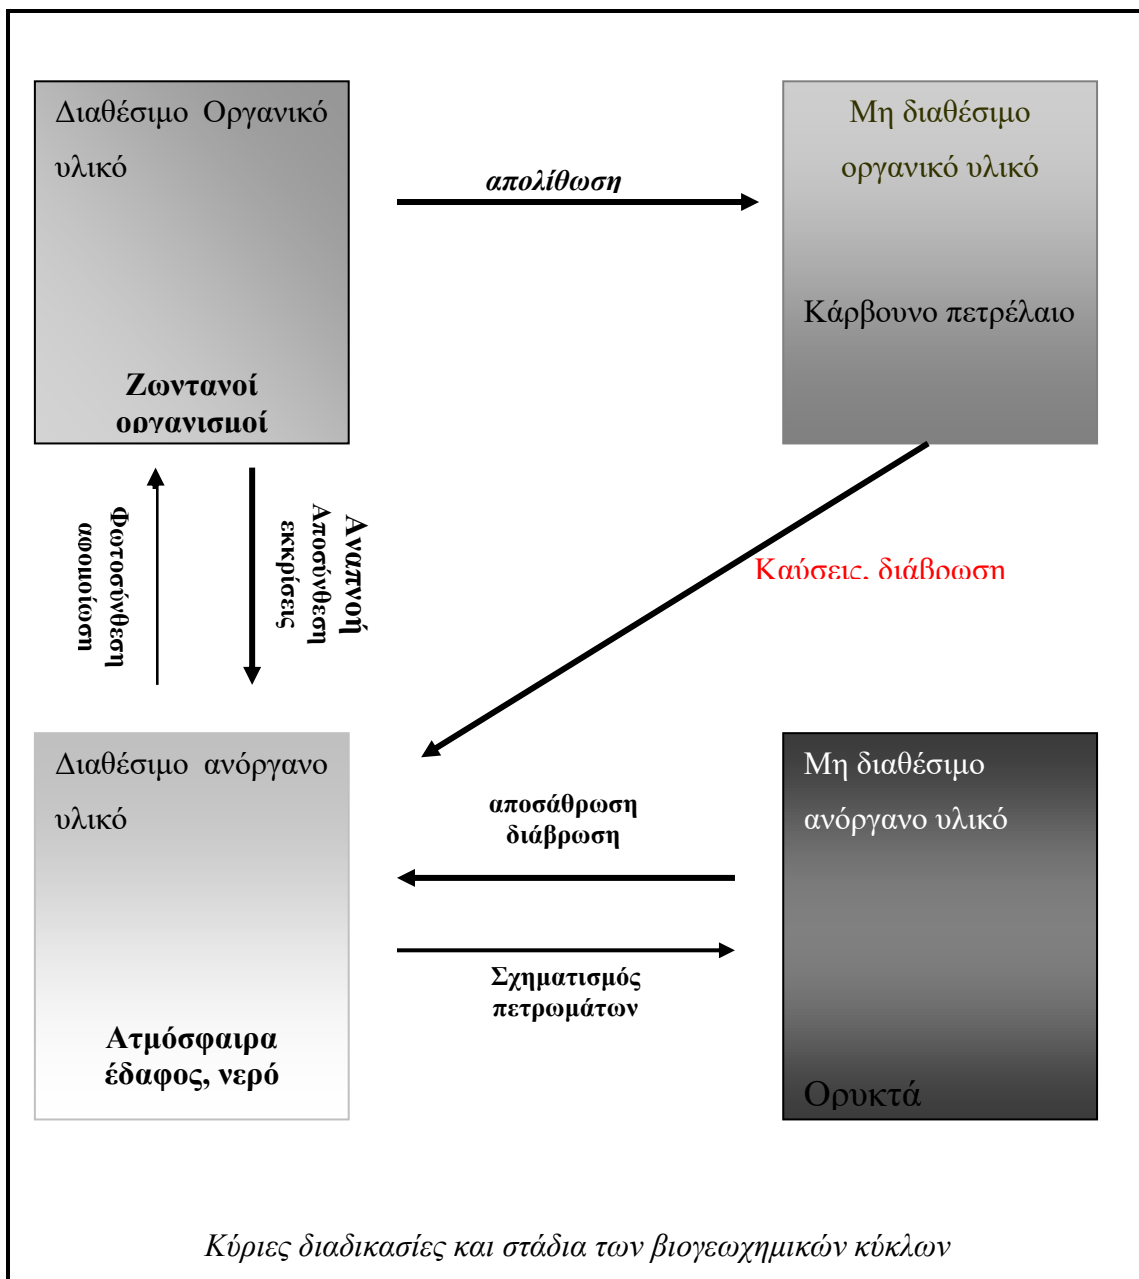 Διαθέσιμο Οργανικό
υλικό
Ζωντανοί
οργανισμοί
απολίθωση
Μη διαθέσιμο
οργανικό υλικό
Κάρβουνο πετρέλαιο
Φωτοσύνθεση
αφομοίωση
Αναπνοή
Αποσύνθεση
εκκρίσεις
Καύσεις, διάβρωση
Διαθέσιμο ανόργανο
υλικό
Ατμόσφαιρα
έδαφος, νερό
αποσάθρωση
διάβρωση
Σχηματισμός
πετρωμάτων
Μη διαθέσιμο
ανόργανο υλικό
Ορυκτά
Κύριες διαδικασίες και στάδια των βιογεωχημικών κύκλων